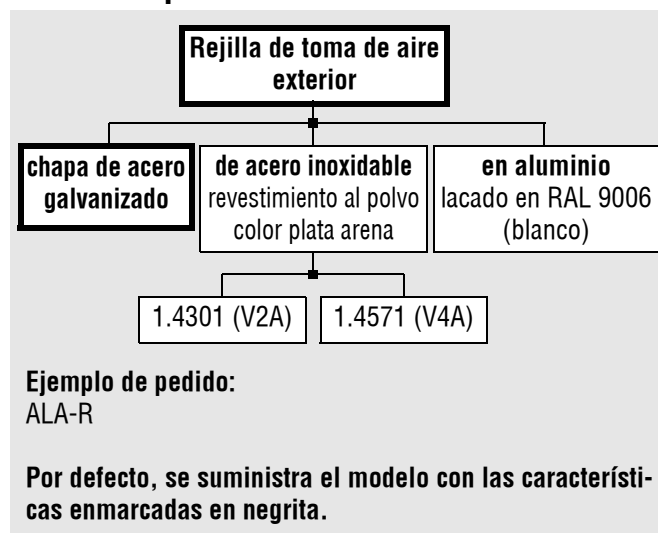 Rejilla de toma de aire
exterior
chapa de acero
galvanizado
de acero inoxidable
revestimiento al polvo
color plata arena
en aluminio
lacado en RAL 9006
(blanco)
1.4301 (V2A)
1.4571 (V4A)
Ejemplo de pedido:
ALA-R
Por defecto, se suministra el modelo con las característi-
cas enmarcadas en negrita.